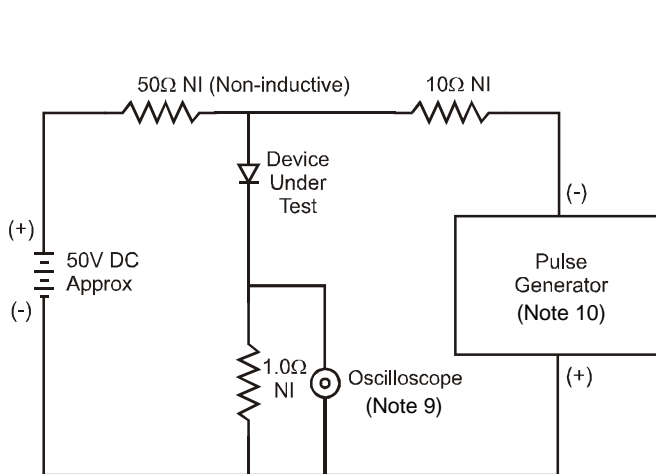 50Ω NI (Non-inductive)
10Ω NI
Device
Under
Test
(+)
50V DC
Approx
(-)
(-)
Pulse
Generator
(Note 10)
(+)
1.0Ω
NI
Oscilloscope
(Note 9)